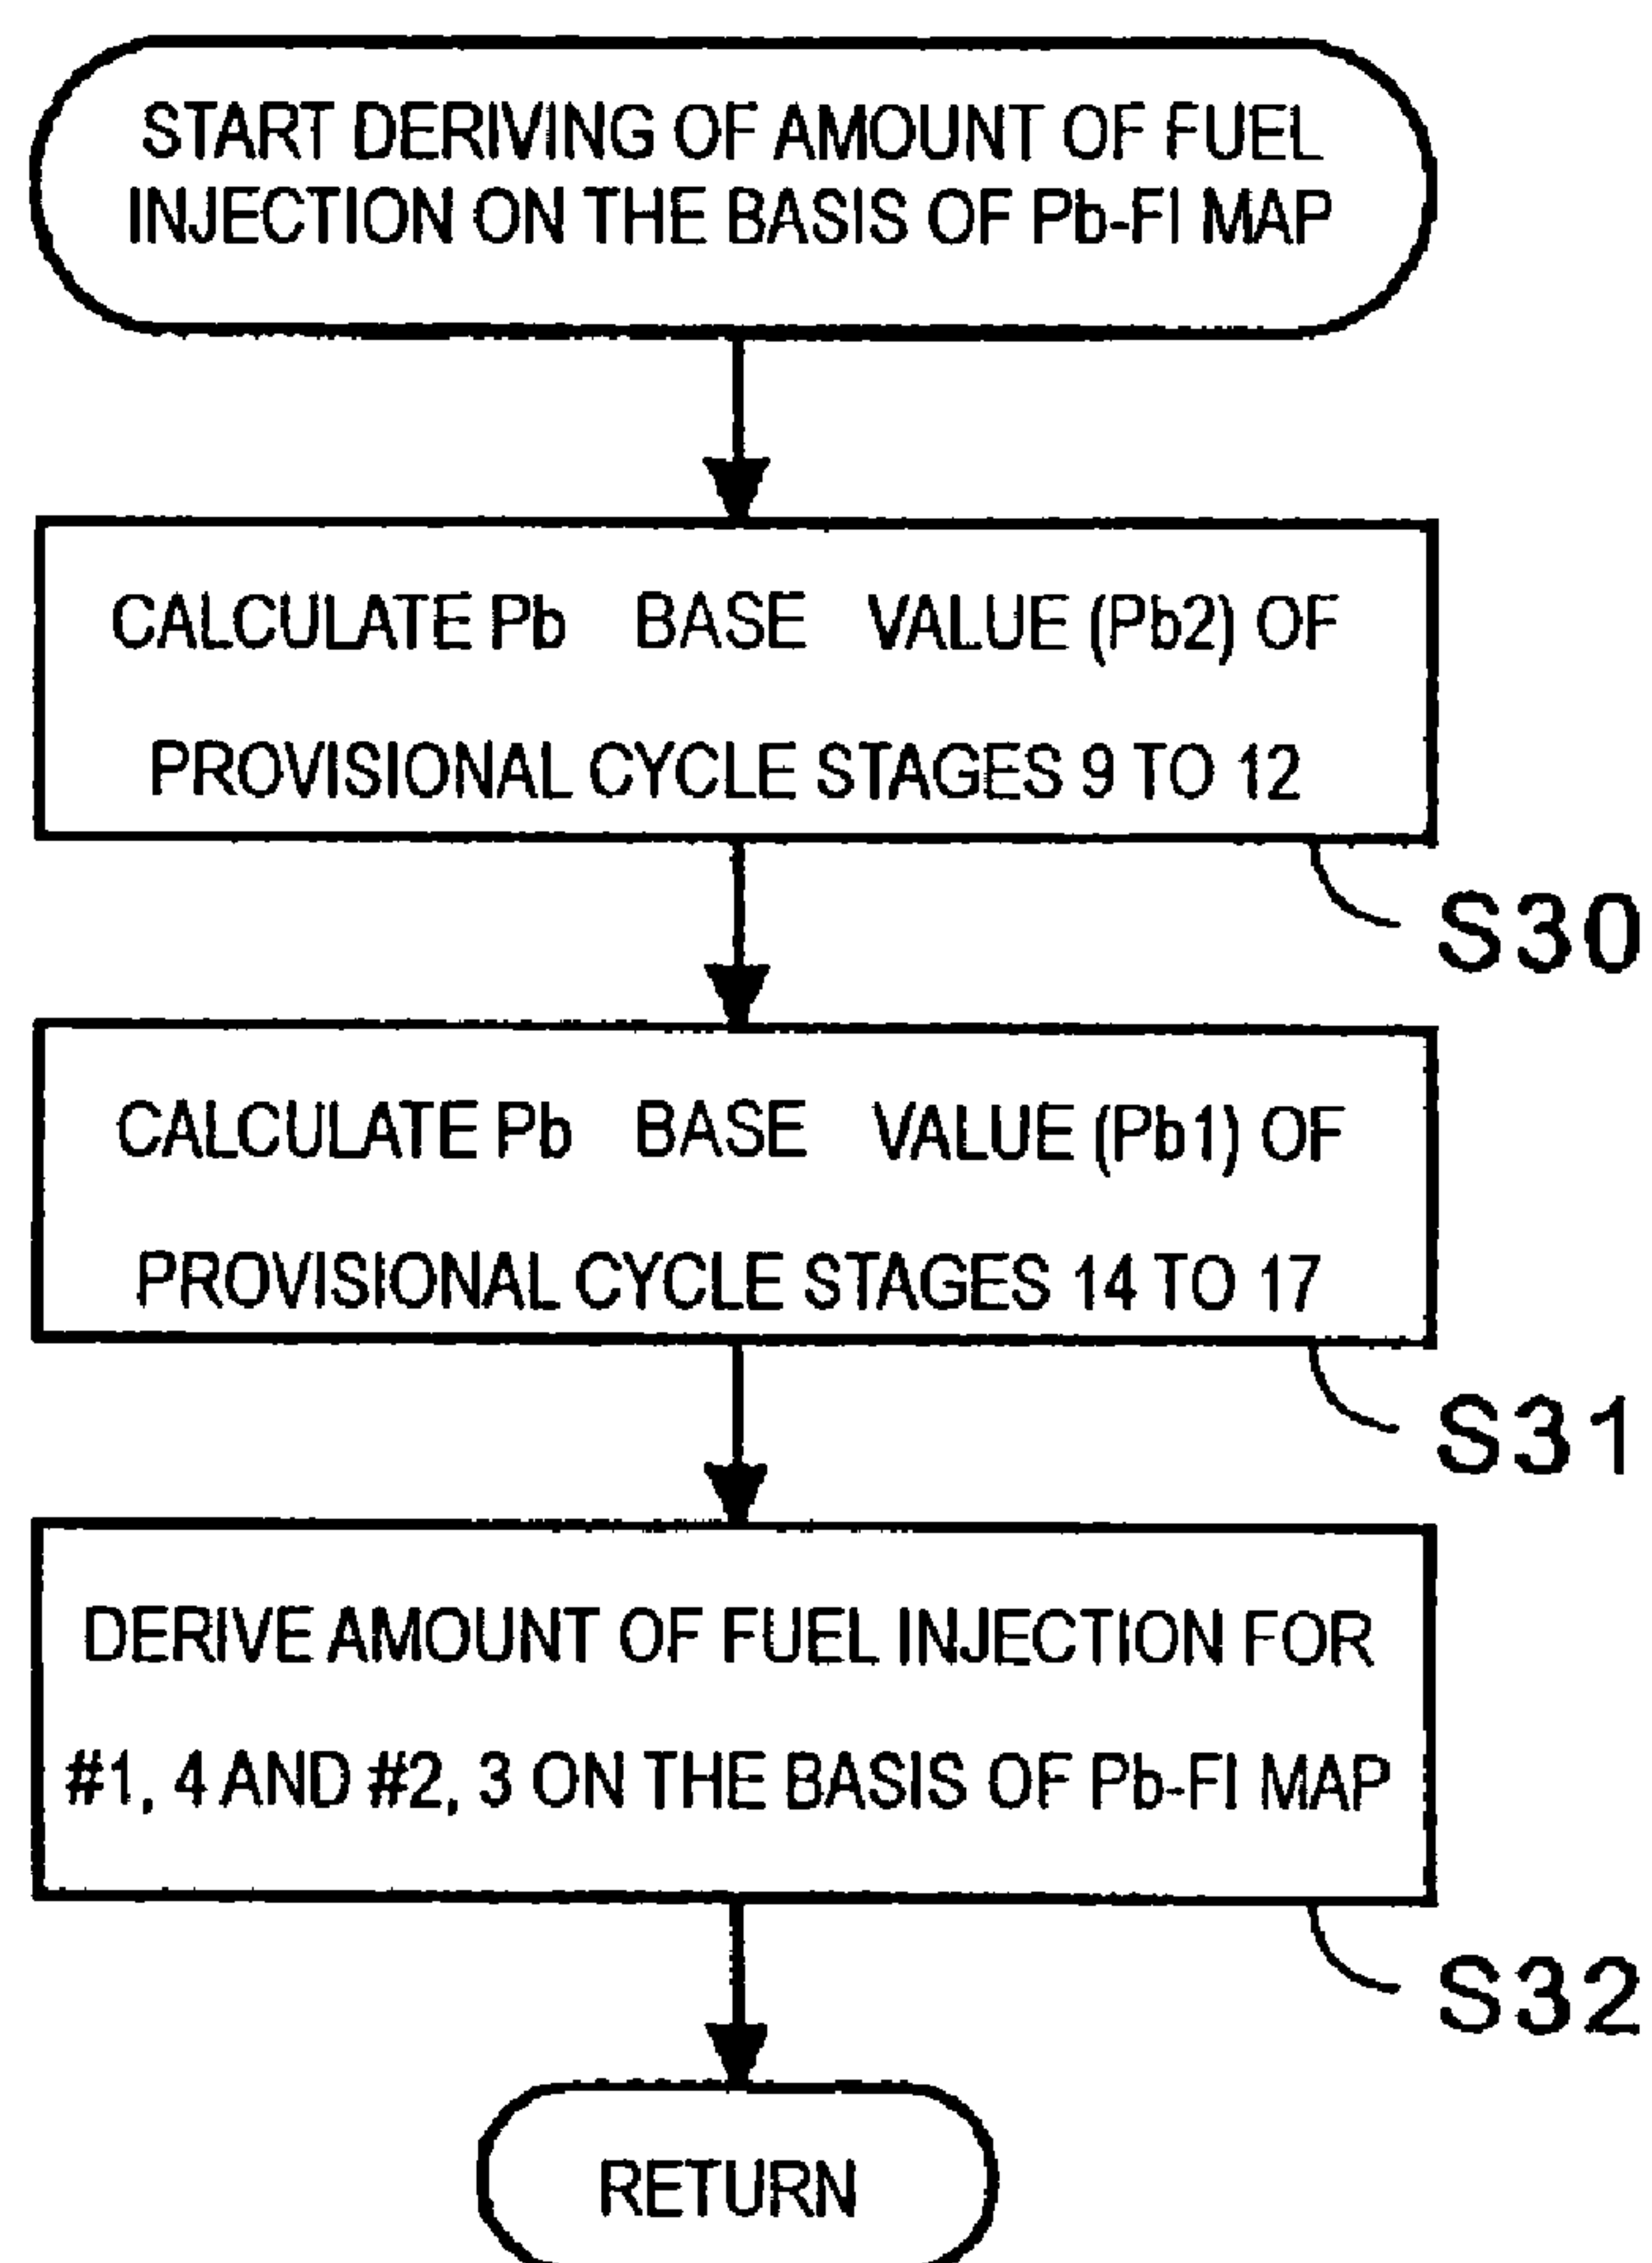 START DERIVING OF AMOUNT OF FUEL
INJECTION ON THE BASIS OF Pb-FI MAP
CALCULATE Pb BASE VALUE (Pb2) OF
PROVISIONAL CYCLE STAGES 9 TO 12
S30
CALCULATE Pb BASE VALUE (Pb1) OF
PROVISIONAL CYCLE STAGES 14 TO 17
S31
DERIVE AMOUNT OF FUEL INJECTION FOR
#1, 4 AND #2, 3 ON THE BASIS OF Pb-FI MAP
S32
RETURN